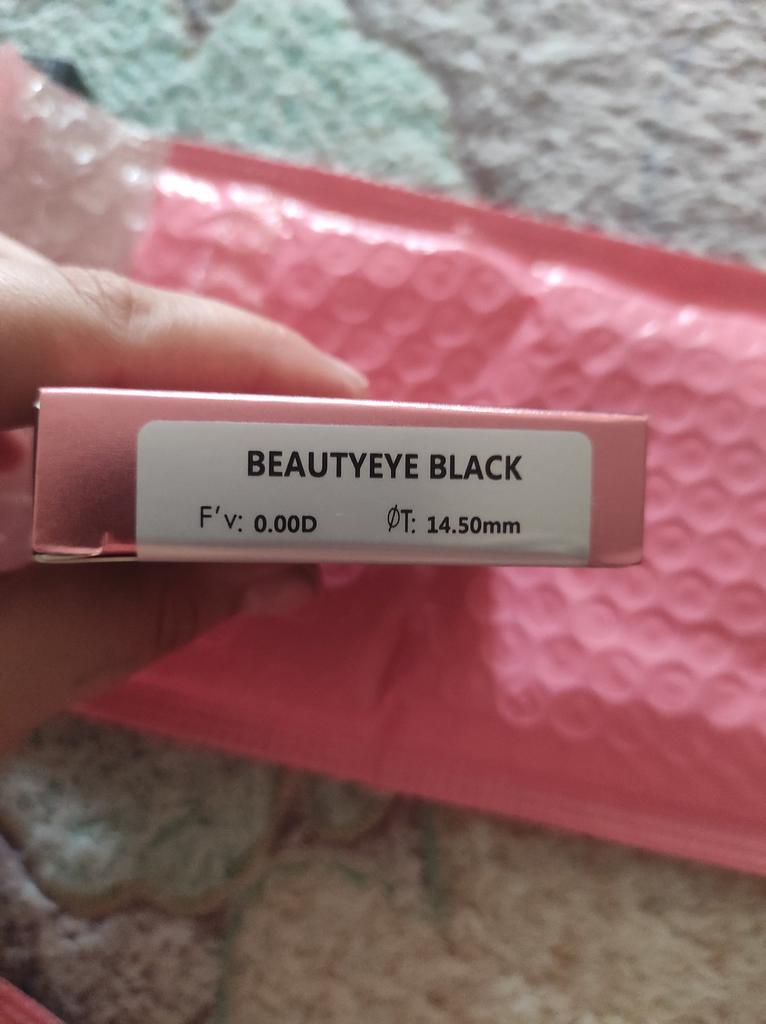 BEAUTYEYE BLACK
F'v: 0.00D ØT: 14.50mm